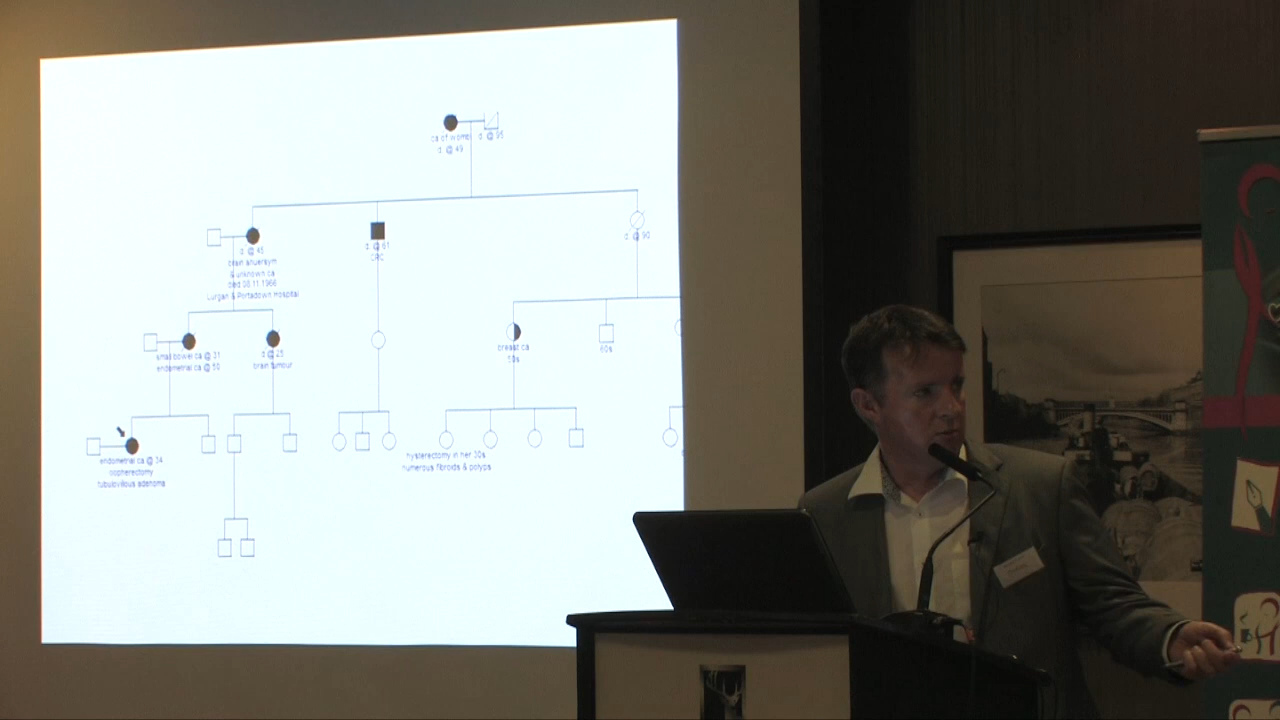 ca of womb d. @ 95
d. @ 49
d. @ 45
brain anuersym
& unknown ca
died 08.11.1966
Lurgan & Portadown Hospital
d. @ 61
CRC
d. @ 90
small bowel ca @ 31
endometrial ca @ 50
d @ 25
brain tumour
breast ca
50s
60s
endometrial ca @ 34
oopherectomy
tubulovillous adenoma
hysterectomy in her 30s
numerous fibroids & polyps